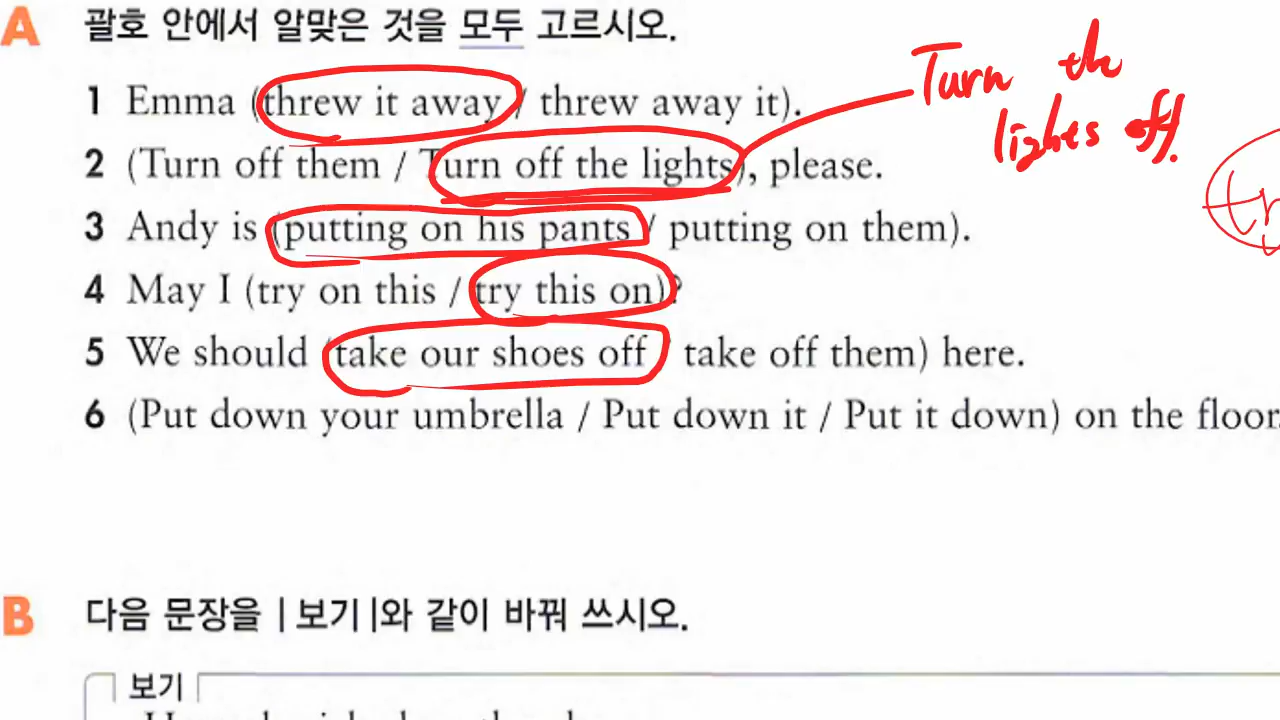 A 괄호 안에서 알맞은 것을 모두 고르시오.
1 Emma (threw it away / threw away it).
2 (Turn off them / Turn off the lights), please.
Turn the
lights off.
3 Andy is (putting on his pants / putting on them).
4 May I (try on this / try this on)?
5 We should (take our shoes off / take off them) here.
6 (Put down your umbrella / Put down it / Put it down) on the floor.
B 다음 문장을 |보기|와 같이 바꿔 쓰시오.
보기